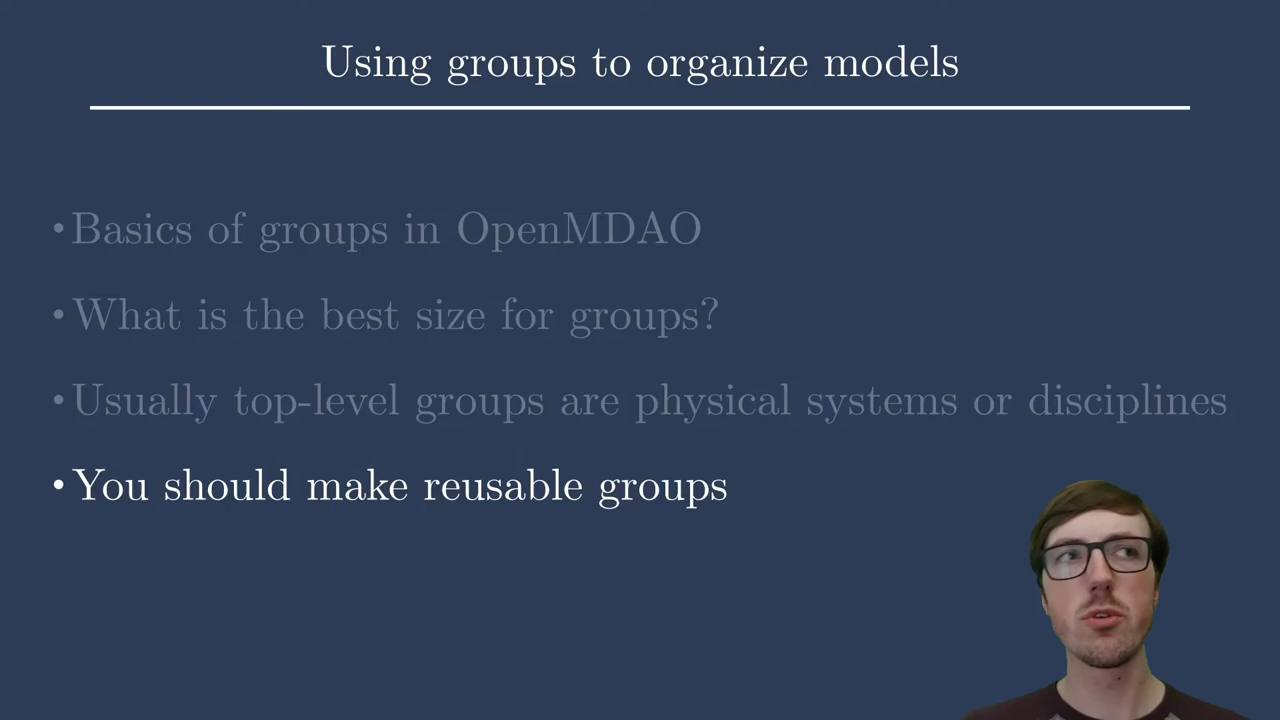 Using groups to organize models
• Basics of groups in OpenMDAO
• What is the best size for groups?
• Usually top-level groups are physical systems or disciplines
• You should make reusable groups